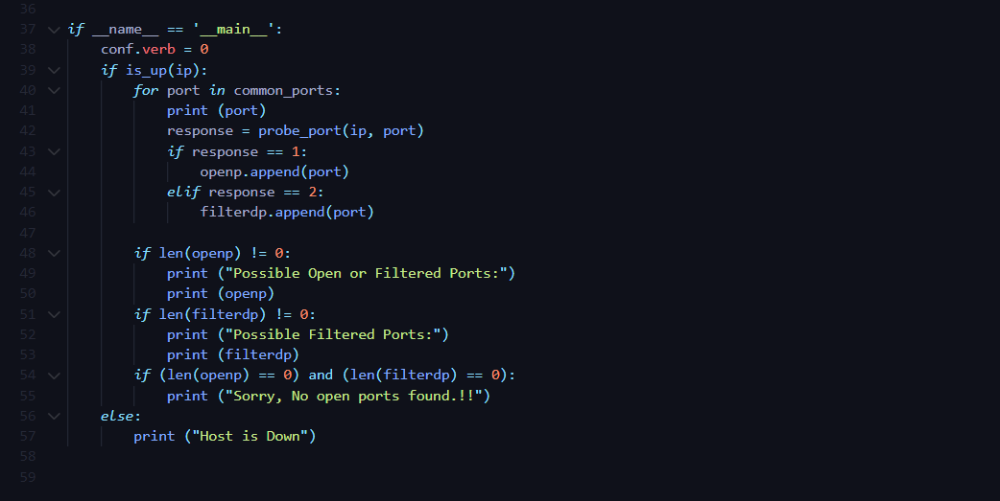 36
37 if __name__ == '__main__':
38     conf.verb = 0
39     if is_up(ip):
40         for port in common_ports:
41             print (port)
42             response = probe_port(ip, port)
43             if response == 1:
44                 openp.append(port)
45             elif response == 2:
46                 filterdp.append(port)
47
48         if len(openp) != 0:
49             print ("Possible Open or Filtered Ports:")
50             print (openp)
51         if len(filterdp) != 0:
52             print ("Possible Filtered Ports:")
53             print (filterdp)
54         if (len(openp) == 0) and (len(filterdp) == 0):
55             print ("Sorry, No open ports found.!!")
56     else:
57         print ("Host is Down")
58
59